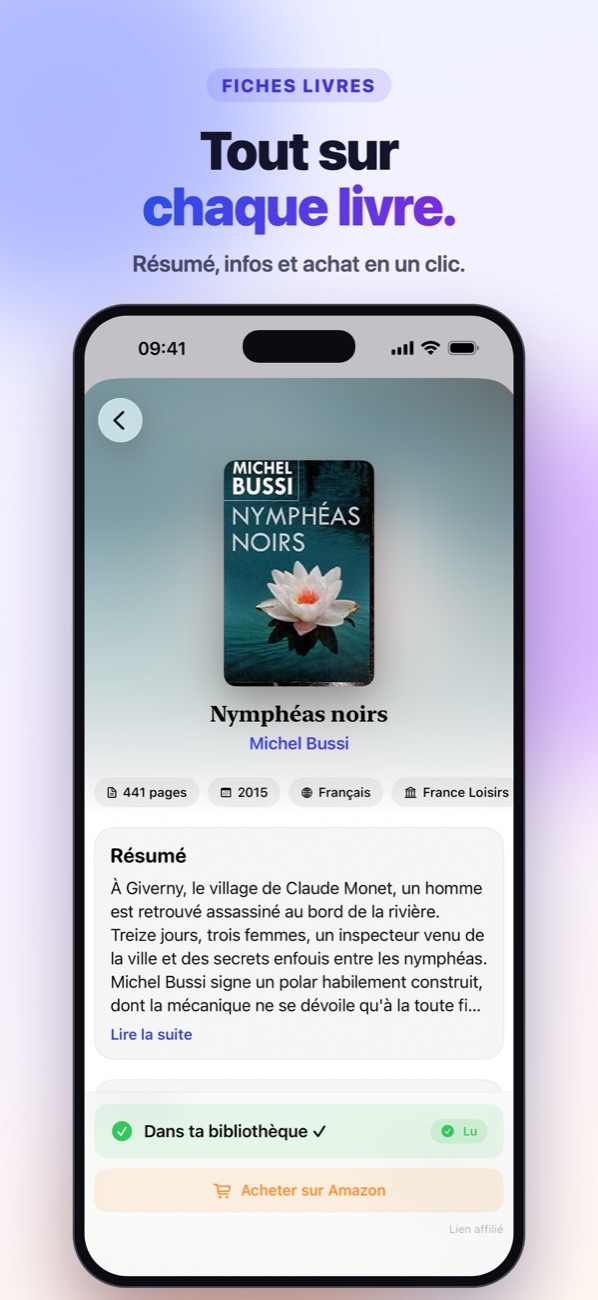 FICHES LIVRES
Tout sur
chaque livre.
Résumé, infos et achat en un clic.
09:41
MICHEL
BUSSI
NYMPHÉAS
NOIRS
Nymphéas noirs
Michel Bussi
441 pages 2015 Français France Loisirs
Résumé
À Giverny, le village de Claude Monet, un homme
est retrouvé assassiné au bord de la rivière.
Treize jours, trois femmes, un inspecteur venu de
la ville et des secrets enfouis entre les nymphéas.
Michel Bussi signe un polar habilement construit,
dont la mécanique ne se dévoile qu'à la toute fi...
Lire la suite
Dans ta bibliothèque ✓ Lu
Acheter sur Amazon
Lien affilié